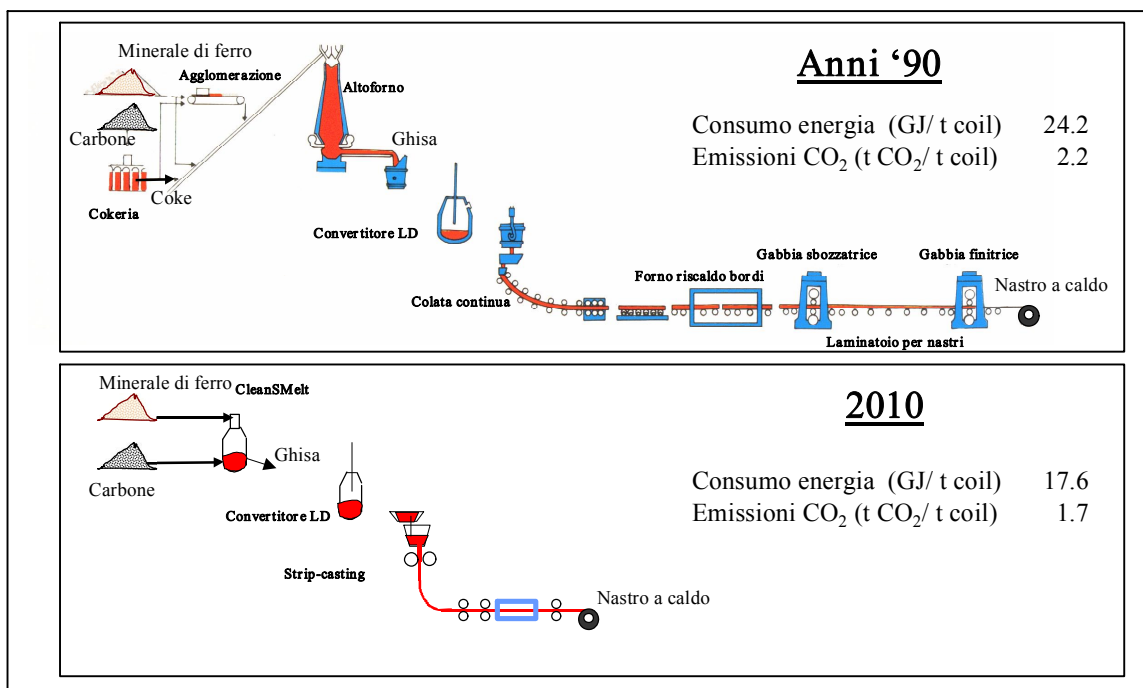 Anni ‘90
Minerale di ferro
Agglomerazione
Altoforno
Consumo energia (GJ/ t coil) 24.2
Emissioni CO₂ (t CO₂/ t coil) 2.2
Carbone
Ghisa
Coke
Cokeria
Convertitore LD
Colata continua
Forno riscaldo bordi
Gabbia sbozzatrice
Gabbia finitrice
Nastro a caldo
Laminatoio per nastri
2010
Minerale di ferro
CleanSMelt
Ghisa
Carbone
Consumo energia (GJ/ t coil) 17.6
Emissioni CO₂ (t CO₂/ t coil) 1.7
Convertitore LD
Strip-casting
Nastro a caldo